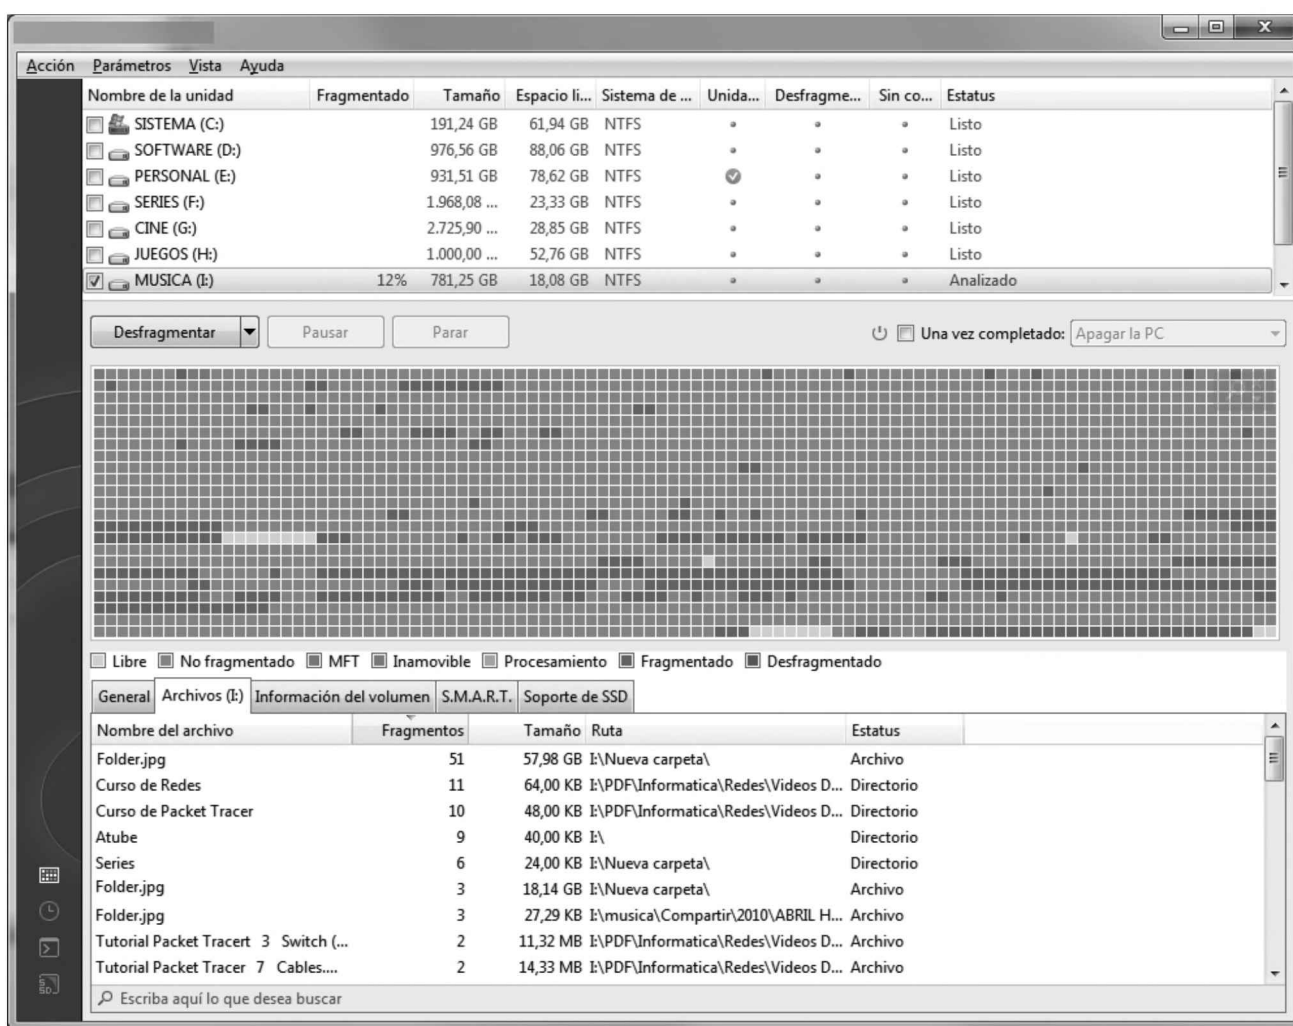 Acción Parámetros Vista Ayuda
Nombre de la unidad Fragmentado Tamaño Espacio li... Sistema de ... Unida... Desfragme... Sin co... Estatus
SISTEMA (C:) 191,24 GB 61,94 GB NTFS Listo
SOFTWARE (D:) 976,56 GB 88,06 GB NTFS Listo
PERSONAL (E:) 931,51 GB 78,62 GB NTFS Listo
SERIES (F:) 1.968,08 ... 23,33 GB NTFS Listo
CINE (G:) 2.725,90 ... 28,85 GB NTFS Listo
JUEGOS (H:) 1.000,00 ... 52,76 GB NTFS Listo
MUSICA (I:) 12% 781,25 GB 18,08 GB NTFS Analizado
Desfragmentar Pausar Parar Una vez completado: Apagar la PC
Libre No fragmentado MFT Inamovible Procesamiento Fragmentado Desfragmentado
General Archivos (I:) Información del volumen S.M.A.R.T. Soporte de SSD
Nombre del archivo Fragmentos Tamaño Ruta Estatus
Folder.jpg 51 57,98 GB I:\Nueva carpeta\ Archivo
Curso de Redes 11 64,00 KB I:\PDF\Informatica\Redes\Videos D... Directorio
Curso de Packet Tracer 10 48,00 KB I:\PDF\Informatica\Redes\Videos D... Directorio
Atube 9 40,00 KB I:\ Directorio
Series 6 24,00 KB I:\Nueva carpeta\ Directorio
Folder.jpg 3 18,14 GB I:\Nueva carpeta\ Archivo
Folder.jpg 3 27,29 KB I:\musica\Compartir\2010\ABRIL H... Archivo
Tutorial Packet Tracert 3 Switch (... 2 11,32 MB I:\PDF\Informatica\Redes\Videos D... Archivo
Tutorial Packet Tracer 7 Cables.... 2 14,33 MB I:\PDF\Informatica\Redes\Videos D... Archivo
Escriba aquí lo que desea buscar